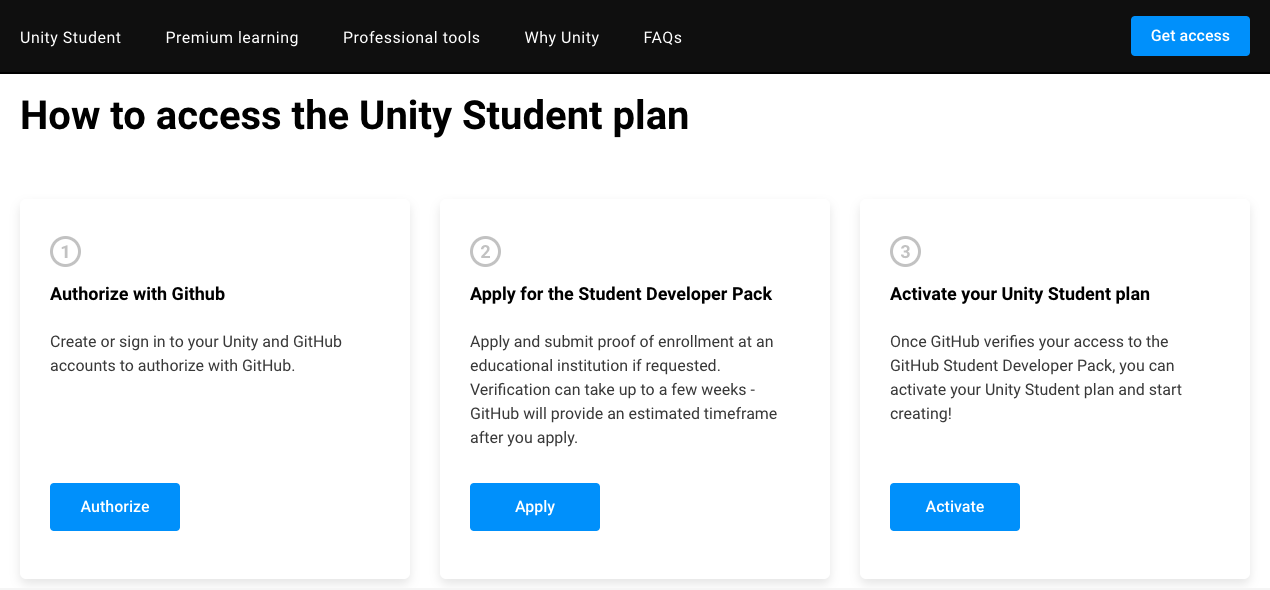 Unity Student Premium learning Professional tools Why Unity FAQs Get access
How to access the Unity Student plan
1
Authorize with Github
Create or sign in to your Unity and GitHub
accounts to authorize with GitHub.
Authorize
2
Apply for the Student Developer Pack
Apply and submit proof of enrollment at an
educational institution if requested.
Verification can take up to a few weeks -
GitHub will provide an estimated timeframe
after you apply.
Apply
3
Activate your Unity Student plan
Once GitHub verifies your access to the
GitHub Student Developer Pack, you can
activate your Unity Student plan and start
creating!
Activate